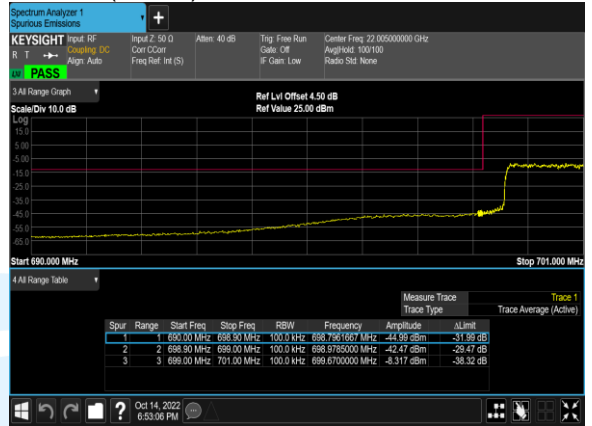 Spectrum Analyzer 1
Spurious Emissions
+
KEYSIGHT Input: RF Input Z: 50 Ω Atten: 40 dB Trig: Free Run Center Freq: 22.005000000 GHz
R T Coupling: DC Corr CCorr Gate: Off Avg|Hold: 100/100
Align: Auto Freq Ref: Int (S) IF Gain: Low Radio Std: None
PASS
3 All Range Graph
Ref Lvl Offset 4.50 dB
Scale/Div 10.0 dB Ref Value 25.00 dBm
Log
15.0
5.00
-5.00
-15.0
-25.0
-35.0
-45.0
-55.0
-65.0
Start 690.000 MHz Stop 701.000 MHz
4 All Range Table
Measure Trace Trace 1
Trace Type Trace Average (Active)
Spur Range Start Freq Stop Freq RBW Frequency Amplitude ΔLimit
1 1 690.00 MHz 698.90 MHz 100.0 kHz 698.7961667 MHz -44.99 dBm -31.99 dB
2 2 698.90 MHz 699.00 MHz 100.0 kHz 698.9785000 MHz -42.47 dBm -29.47 dB
3 3 699.00 MHz 701.00 MHz 100.0 kHz 699.6700000 MHz -8.317 dBm -38.32 dB
? Oct 14, 2022
6:53:06 PM